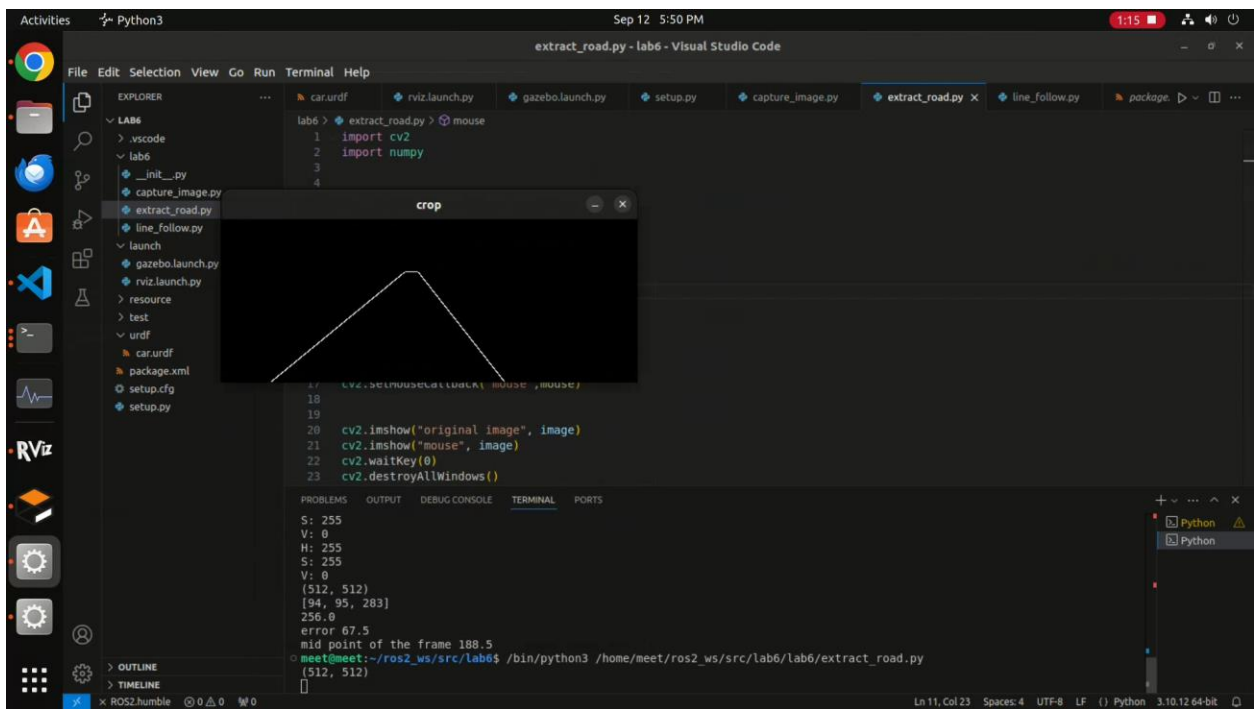 Activities
Python3
Sep 12 5:50 PM
1:15
extract_road.py - lab6 - Visual Studio Code
File Edit Selection View Go Run Terminal Help
EXPLORER
LAB6
.vscode
lab6
__init__.py
capture_image.py
extract_road.py
line_follow.py
launch
gazebo.launch.py
rviz.launch.py
resource
test
urdf
car.urdf
package.xml
setup.cfg
setup.py
OUTLINE
TIMELINE
car.urdf rviz.launch.py gazebo.launch.py setup.py capture_image.py extract_road.py line_follow.py package.
lab6 > extract_road.py > mouse
1 import cv2
2 import numpy
3
4
crop
17 cv2.setMouseCallback("mouse",mouse)
18
19
20 cv2.imshow("original image", image)
21 cv2.imshow("mouse", image)
22 cv2.waitKey(0)
23 cv2.destroyAllWindows()
PROBLEMS OUTPUT DEBUG CONSOLE TERMINAL PORTS
S: 255
V: 0
H: 255
S: 255
V: 0
(512, 512)
[94, 95, 283]
256.0
error 67.5
mid point of the frame 188.5
meet@meet:~/ros2_ws/src/lab6$ /bin/python3 /home/meet/ros2_ws/src/lab6/lab6/extract_road.py
(512, 512)
Python
Python
RViz
ROS2.humble 0 0 0
Ln 11, Col 23 Spaces: 4 UTF-8 LF {} Python 3.10.12 64-bit